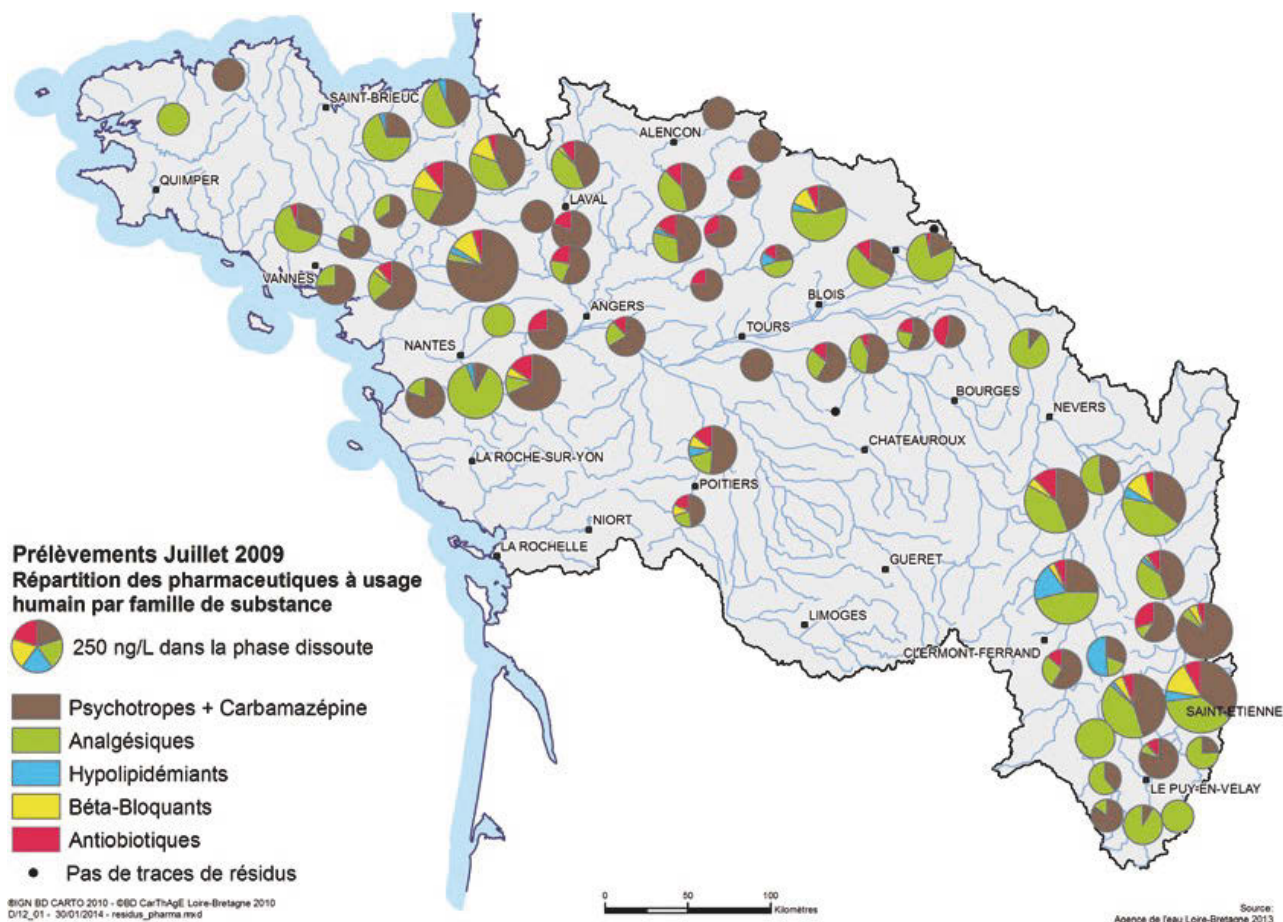 SAINT-BRIEUC
ALENCON
QUIMPER
LAVAL
VANNES
ANGERS
BLOIS
TOURS
NANTES
BOURGES
NEVERS
CHATEAUROUX
LA ROCHE-SUR-YON
POITIERS
NIORT
LA ROCHELLE
GUERET
LIMOGES
CLERMONT-FERRAND
SAINT-ETIENNE
LE PUY-EN-VELAY
Prélèvements Juillet 2009
Répartition des pharmaceutiques à usage
humain par famille de substance
250 ng/L dans la phase dissoute
Psychotropes + Carbamazépine
Analgésiques
Hypolipidémiants
Béta-Bloquants
Antiobiotiques
Pas de traces de résidus
©IGN BD CARTO 2010 - ©BD CarThAgE Loire-Bretagne 2010
D/12_01 - 30/01/2014 - residus_pharma.mxd
0 50 100
Kilomètres
Source:
Agence de l'eau Loire-Bretagne 2013